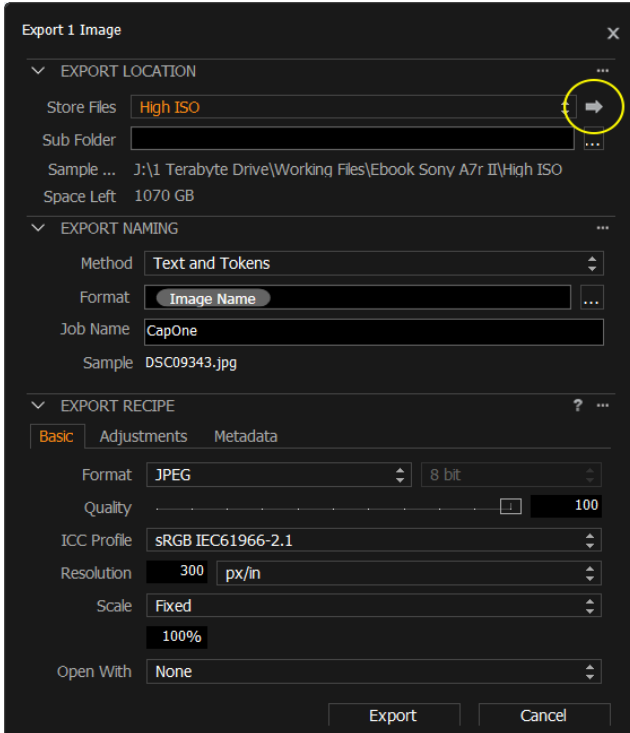 Export 1 Image
EXPORT LOCATION
Store Files High ISO
Sub Folder
Sample ... J:\1 Terabyte Drive\Working Files\Ebook Sony A7r II\High ISO
Space Left 1070 GB
EXPORT NAMING
Method Text and Tokens
Format Image Name ...
Job Name CapOne
Sample DSC09343.jpg
EXPORT RECIPE ? ...
Basic Adjustments Metadata
Format JPEG 8 bit
Quality 100
ICC Profile sRGB IEC61966-2.1
Resolution 300 px/in
Scale Fixed
100%
Open With None
Export Cancel